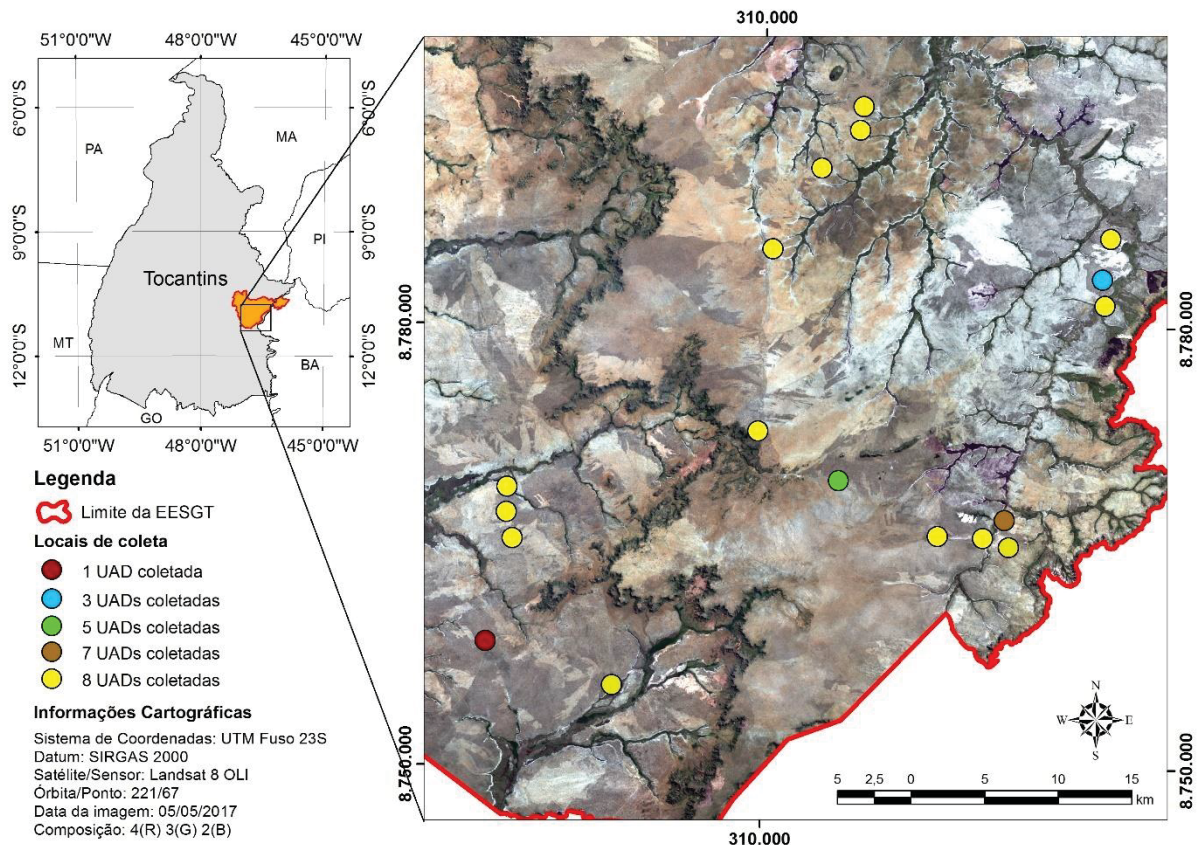 51°0'0"W
48°0'0"W
45°0'0"W
6°0'0"S
6°0'0"S
PA
MA
9°0'0"S
9°0'0"S
PI
Tocantins
MT
12°0'0"S
12°0'0"S
BA
GO
51°0'0"W
48°0'0"W
45°0'0"W
Legenda
Limite da EESGT
Locais de coleta
1 UAD coletada
3 UADs coletadas
5 UADs coletadas
7 UADs coletadas
8 UADs coletadas
Informações Cartográficas
Sistema de Coordenadas: UTM Fuso 23S
Datum: SIRGAS 2000
Satélite/Sensor: Landsat 8 OLI
Órbita/Ponto: 221/67
Data da imagem: 05/05/2017
Composição: 4(R) 3(G) 2(B)
310.000
8.780.000
8.780.000
8.750.000
8.750.000
N
W E
S
5 2,5 0 5 10 15
km
310.000